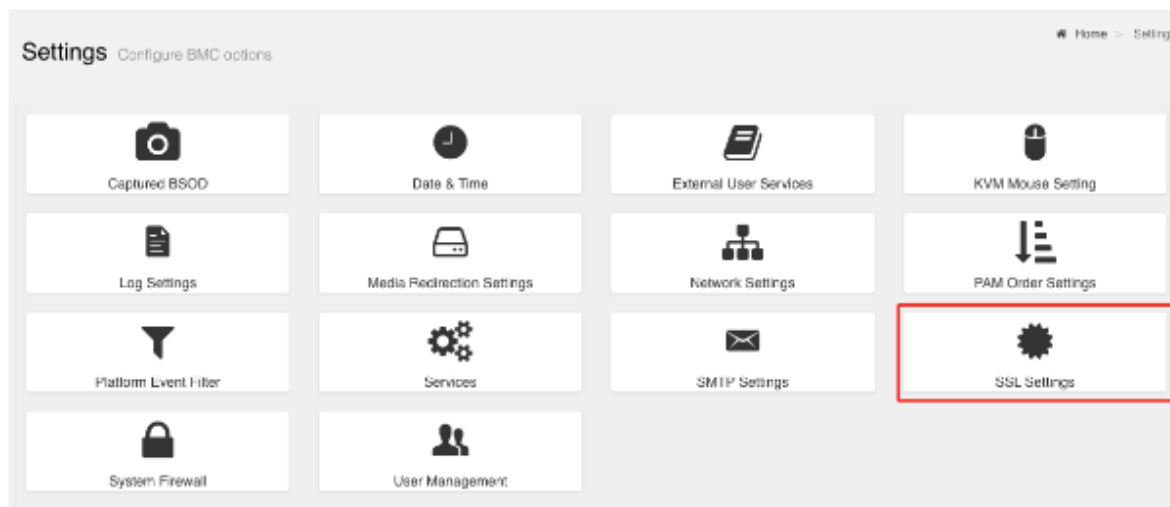 Home > Setting
Settings Configure BMC options
Captured BSOD
Date & Time
External User Services
KVM Mouse Setting
Log Settings
Media Redirection Settings
Network Settings
PAM Order Settings
Platform Event Filter
Services
SMTP Settings
SSL Settings
System Firewall
User Management